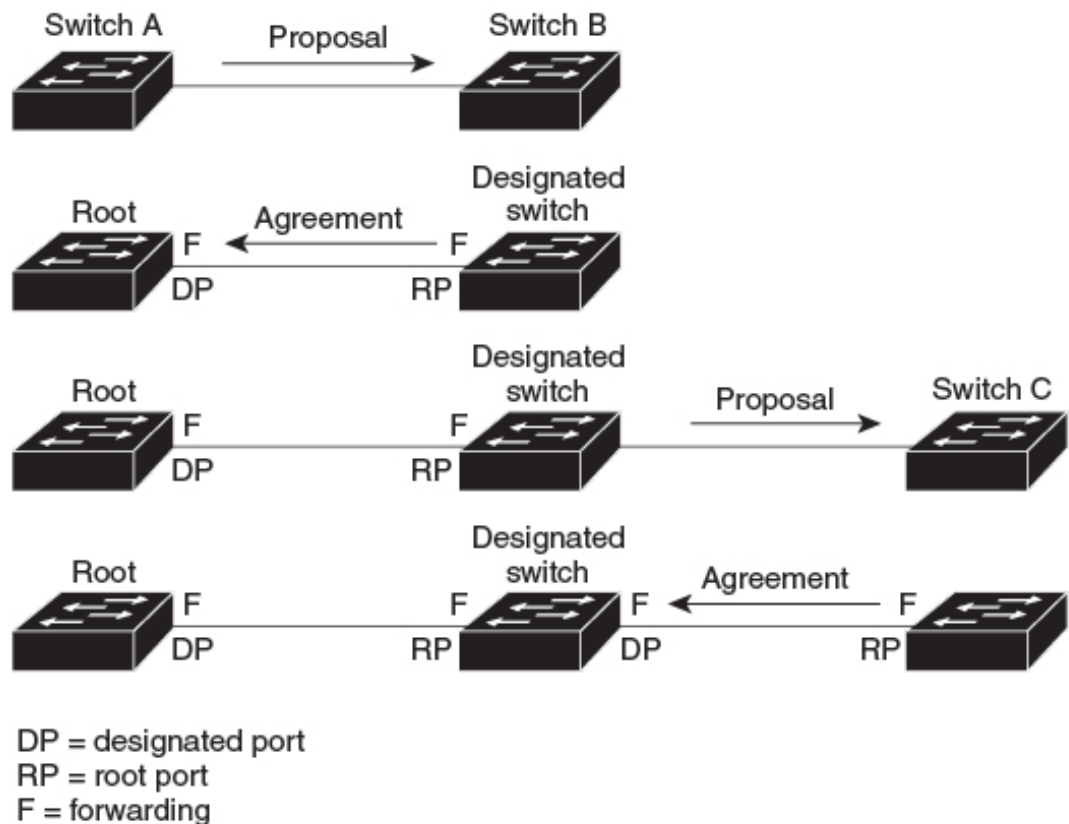 Switch A
Proposal
Switch B
Root
F
DP
Agreement
F
RP
Designated
switch
Root
F
DP
F
RP
Designated
switch
Proposal
Switch C
Root
F
DP
F
RP
Designated
switch
F
DP
Agreement
F
RP
DP = designated port
RP = root port
F = forwarding